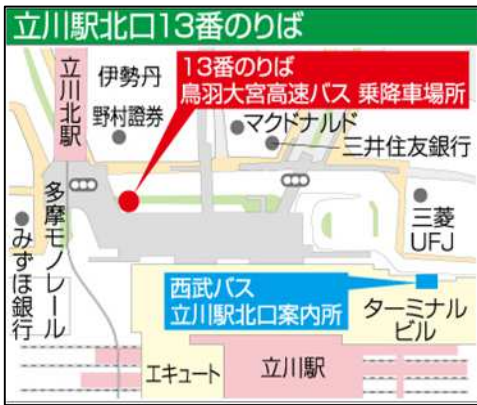 立川駅北口13番のりば
立川北駅
伊勢丹
野村證券
13番のりば
鳥羽大宮高速バス 乗降車場所
マクドナルド
三井住友銀行
多摩モノレール
みずほ銀行
三菱
UFJ
西武バス
立川駅北口案内所
ターミナル
ビル
エキュート
立川駅